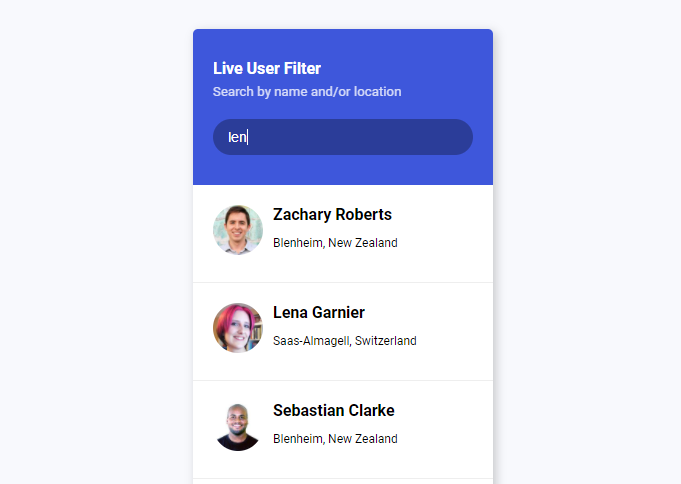 Live User Filter
Search by name and/or location
len
Zachary Roberts
Blenheim, New Zealand
Lena Garnier
Saas-Almagell, Switzerland
Sebastian Clarke
Blenheim, New Zealand